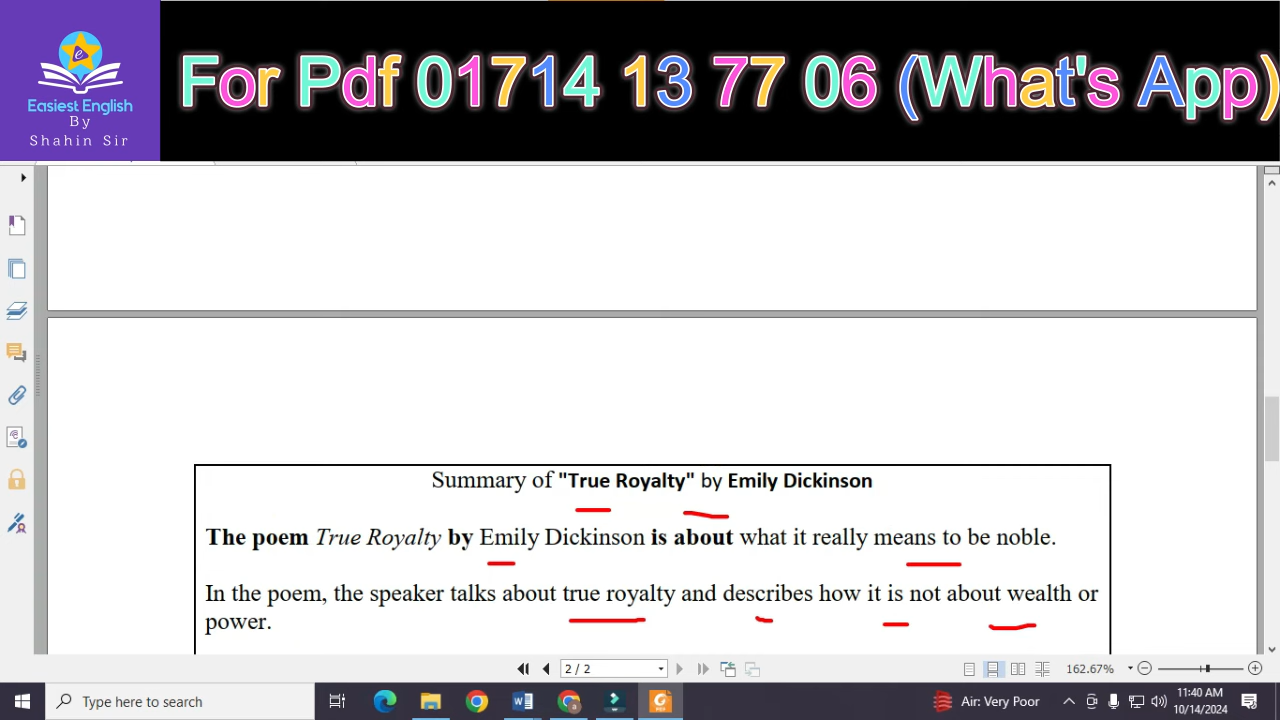 For Pdf 01714 13 77 06 (What's App)
e
Easiest English
By
Shahin Sir
Summary of "True Royalty" by Emily Dickinson
The poem True Royalty by Emily Dickinson is about what it really means to be noble.
In the poem, the speaker talks about true royalty and describes how it is not about wealth or
power.
2 / 2
162.67%
Type here to search
Air: Very Poor
11:40 AM
10/14/2024